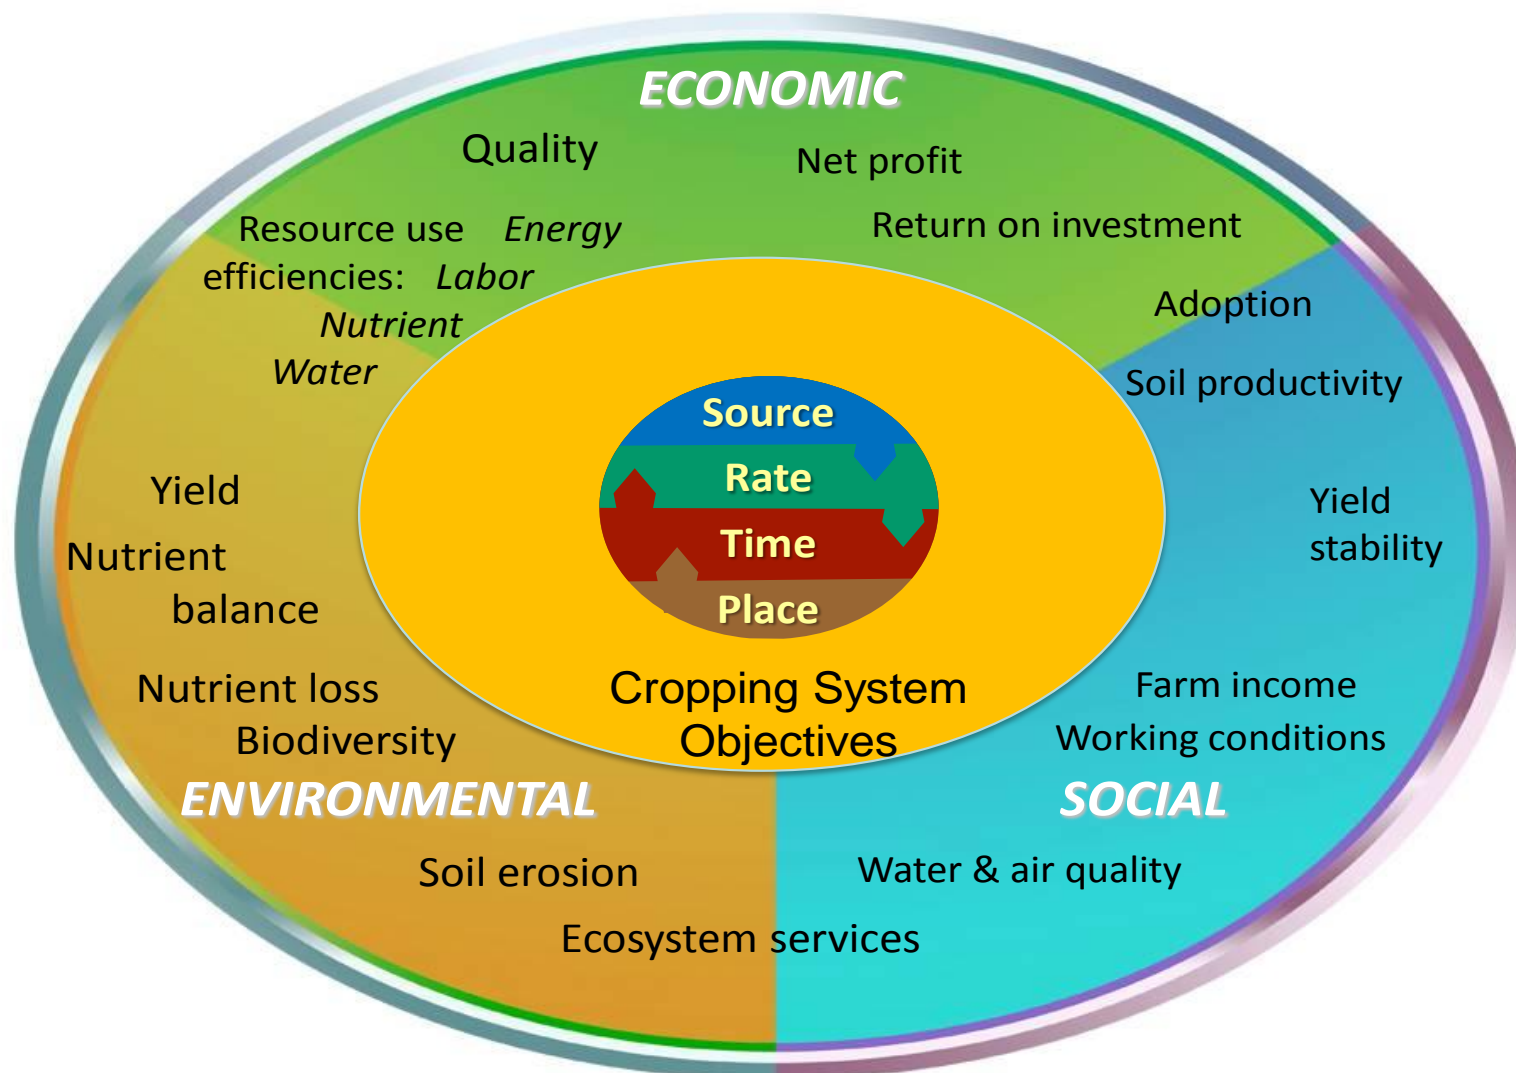 ECONOMIC
Quality
Net profit
Resource use Energy
efficiencies: Labor
Nutrient
Water
Return on investment
Adoption
Soil productivity
Source
Rate
Time
Place
Cropping System
Objectives
Yield
Nutrient
balance
Nutrient loss
Biodiversity
ENVIRONMENTAL
Soil erosion
Ecosystem services
Yield
stability
Farm income
Working conditions
SOCIAL
Water & air quality